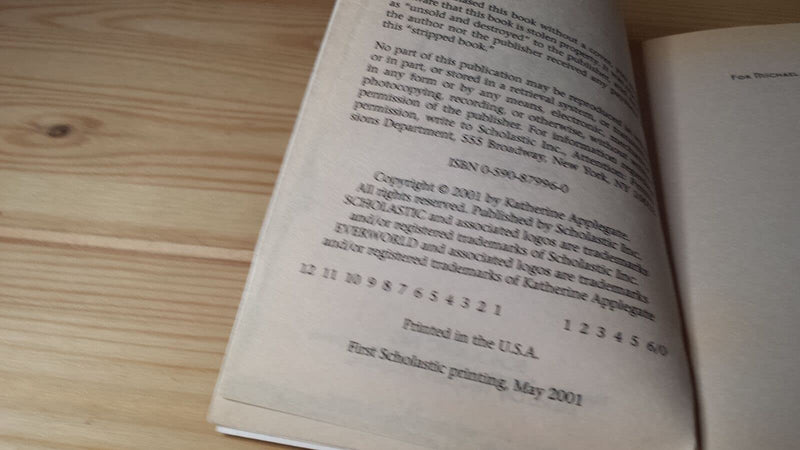 ased this book without a cover,
aware that this book is stolen property.
as "unsold and destroyed" to the publisher,
the author nor the publisher received any payment
this "stripped book."
No part of this publication may be reproduced
or in part, or stored in a retrieval system, or
in any form or by any means, electronic,
photocopying, recording, or otherwise, without
permission of the publisher. For information
permission, write to Scholastic Inc., Attention:
sions Department, 555 Broadway, New York, NY
ISBN 0-590-87996-0
Copyright © 2001 by Katherine Applegate.
All rights reserved. Published by Scholastic Inc.
SCHOLASTIC and associated logos are trademarks
and/or registered trademarks of Scholastic Inc.
EVERWORLD and associated logos are trademarks
and/or registered trademarks of Katherine Applegate
12 11 10 9 8 7 6 5 4 3 2 1 1 2 3 4 5 6/0
Printed in the U.S.A.
First Scholastic printing, May 2001
FOR MICHAEL